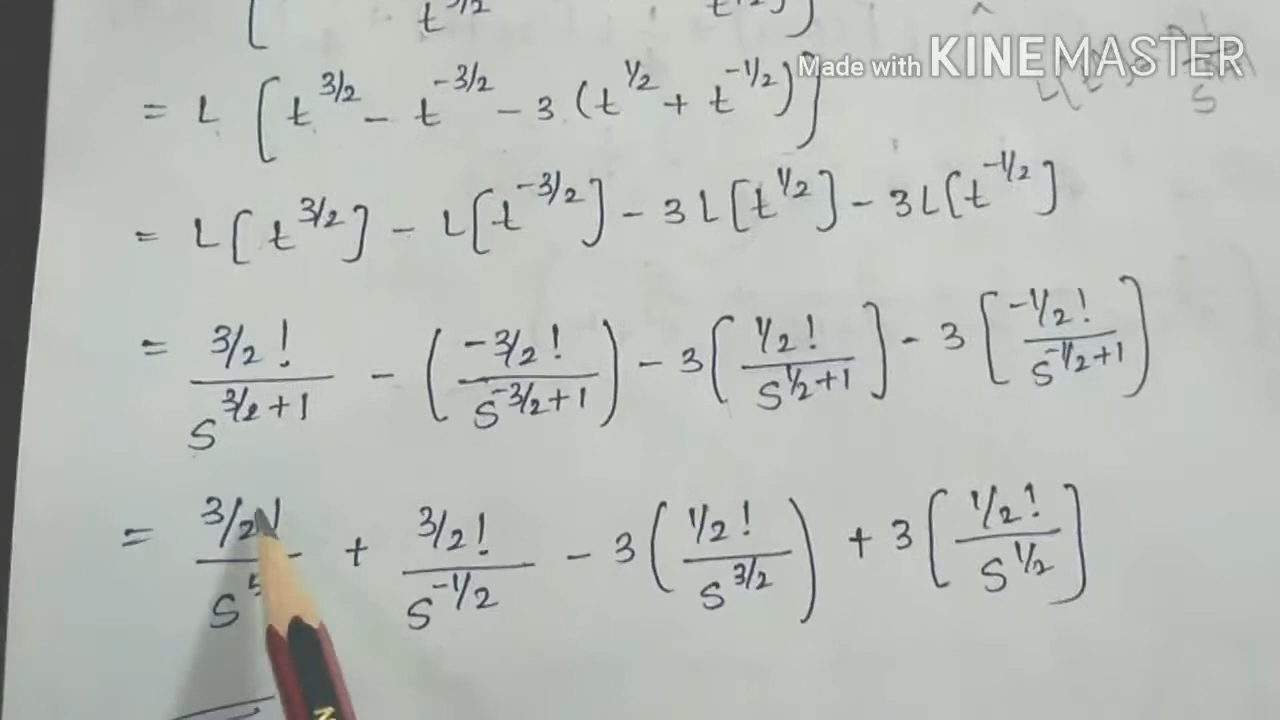 t^3/2
Made with KINEMASTER
= L [t^3/2 - t^-3/2 - 3 (t^1/2 + t^-1/2)]
= L[t^3/2] - L[t^-3/2] - 3L[t^1/2] - 3L[t^-1/2]
= 3/2! / s^3/2+1 - (-3/2! / s^-3/2+1) - 3(1/2! / s^1/2+1] - 3[-1/2! / s^-1/2+1)
= 3/2! / s^5 + 3/2! / s^-1/2 - 3(1/2! / s^3/2) + 3[1/2! / s^1/2]